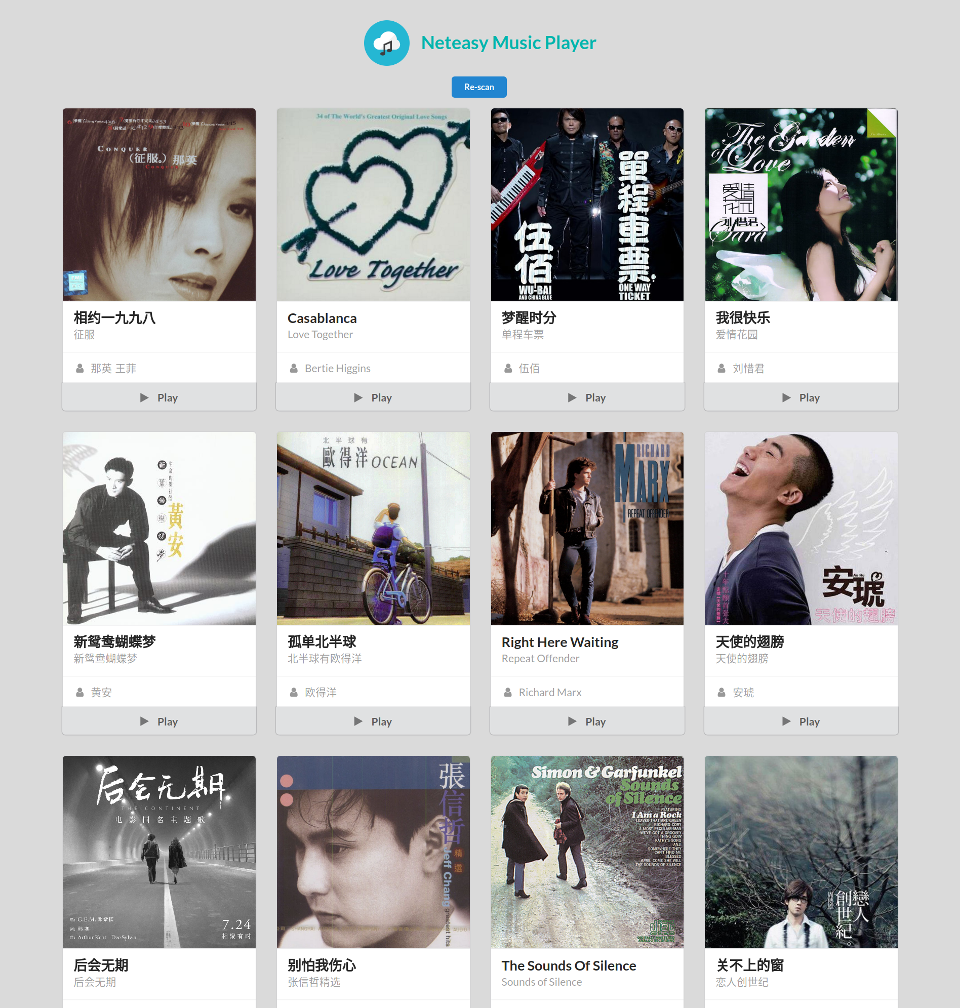 Neteasy Music Player
Re-scan
CONQUER
(征服。) 那英
相约一九九八
征服
那英 王菲
Play
34 of The World's Greatest Original Love Songs
Love Together
Casablanca
Love Together
Bertie Higgins
Play
伍佰
WU-BAI
AND CHINA BLUE
單程車票
ONE WAY
TICKET
梦醒时分
单程车票
伍佰
Play
The Garden
of Love
愛情
Sara
我很快乐
爱情花园
刘惜君
Play
黃安
新鸳鸯蝴蝶梦
新鸳鸯蝴蝶梦
黄安
Play
北半球有
歐得洋 OCEAN
孤单北半球
北半球有欧得洋
欧得洋
Play
RICHARD
MARX
REPEAT OFFENDER
Right Here Waiting
Repeat Offender
Richard Marx
Play
安琥
天使的翅膀
天使的翅膀
天使的翅膀
安琥
Play
后会无期
THE CONTINENT
电影同名主题歌
7.24
后会无期
后会无期
張信哲
精選
Jeff Chang
别怕我伤心
张信哲精选
Simon & Garfunkel
Sounds
of Silence
FEATURING
I Am a Rock
The Sounds Of Silence
Sounds of Silence
戀人
創世紀。
关不上的窗
恋人创世纪